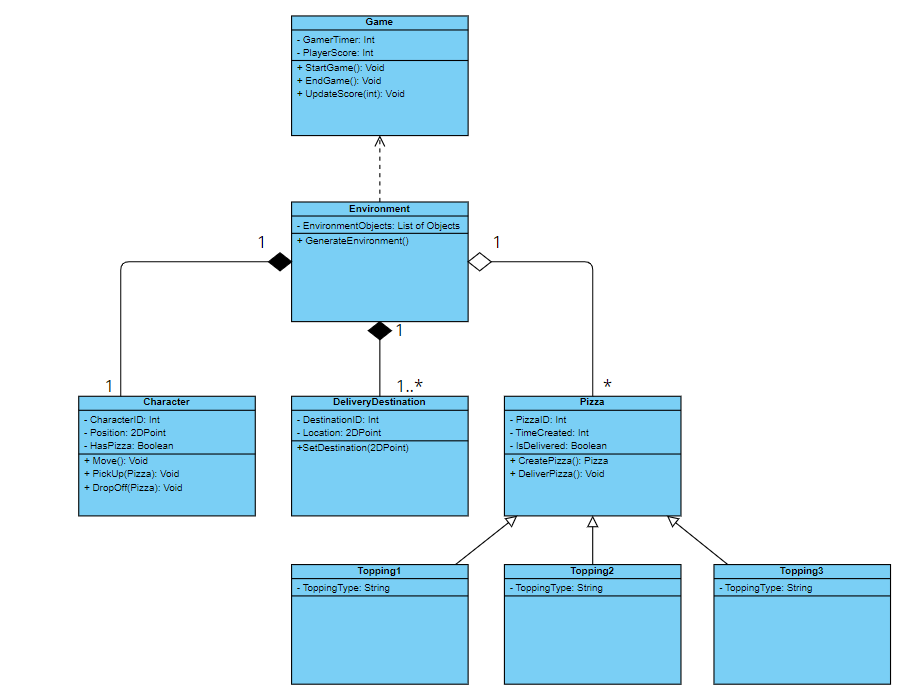 Game
- GamerTimer: Int
- PlayerScore: Int
+ StartGame(): Void
+ EndGame(): Void
+ UpdateScore(int): Void
Environment
- EnvironmentObjects: List of Objects
+ GenerateEnvironment()
1
1
1
1
1..*
*
Character
- CharacterID: Int
- Position: 2DPoint
- HasPizza: Boolean
+ Move(): Void
+ PickUp(Pizza): Void
+ DropOff(Pizza): Void
DeliveryDestination
- DestinationID: Int
- Location: 2DPoint
+SetDestination(2DPoint)
Pizza
- PizzaID: Int
- TimeCreated: Int
- IsDelivered: Boolean
+ CreatePizza(): Pizza
+ DeliverPizza(): Void
Topping1
- ToppingType: String
Topping2
- ToppingType: String
Topping3
- ToppingType: String